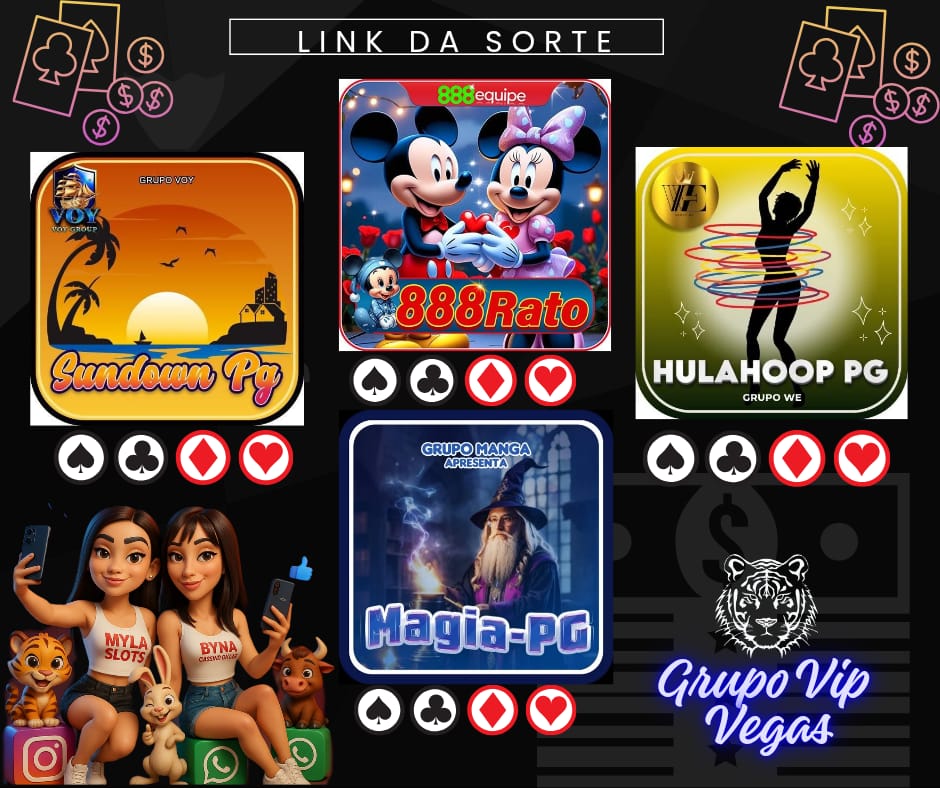 LINK DA SORTE
888equipe
888Rato
GRUPO VOY
VOY
VOY GROUP
Sundown Pg
HULAHOOP PG
GRUPO WE
GRUPO MANGA
APRESENTA
Magia-PG
MYLA
SLOTS
BYNA
Grupo Vip
Vegas